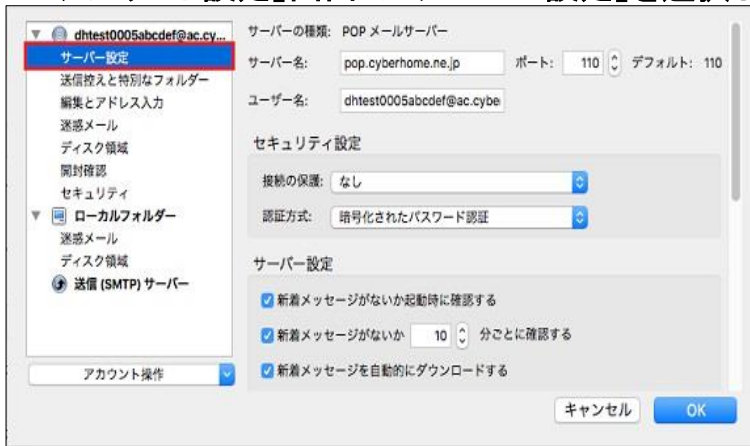 dhtest0005abcdef@ac.cy...
サーバー設定
送信控えと特別なフォルダー
編集とアドレス入力
迷惑メール
ディスク領域
開封確認
セキュリティ
ローカルフォルダー
迷惑メール
ディスク領域
送信 (SMTP) サーバー
アカウント操作
サーバーの種類: POP メールサーバー
サーバー名: pop.cyberhome.ne.jp ポート: 110 デフォルト: 110
ユーザー名: dhtest0005abcdef@ac.cybe
セキュリティ設定
接続の保護: なし
認証方式: 暗号化されたパスワード認証
サーバー設定
新着メッセージがないか起動時に確認する
新着メッセージがないか 10 分ごとに確認する
新着メッセージを自動的にダウンロードする
キャンセル OK